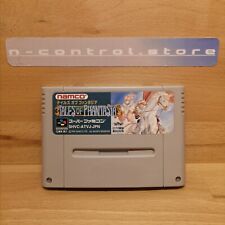 n-control.store
namco
テイルズ オブ ファンタジア
TALES OF PHANTASIA
スーパーファミコン
SHVC-ATVJ-JPN